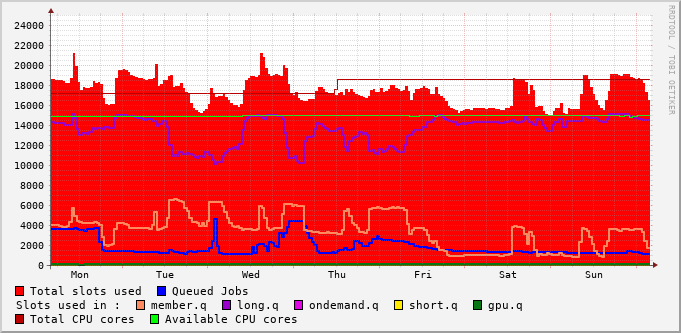 24000
22000
20000
18000
16000
14000
12000
10000
8000
6000
4000
2000
0
Mon Tue Wed Thu Fri Sat Sun
RRDTOOL / TOBI OETIKER
Total slots used Queued Jobs
Slots used in : member.q long.q ondemand.q short.q gpu.q
Total CPU cores Available CPU cores